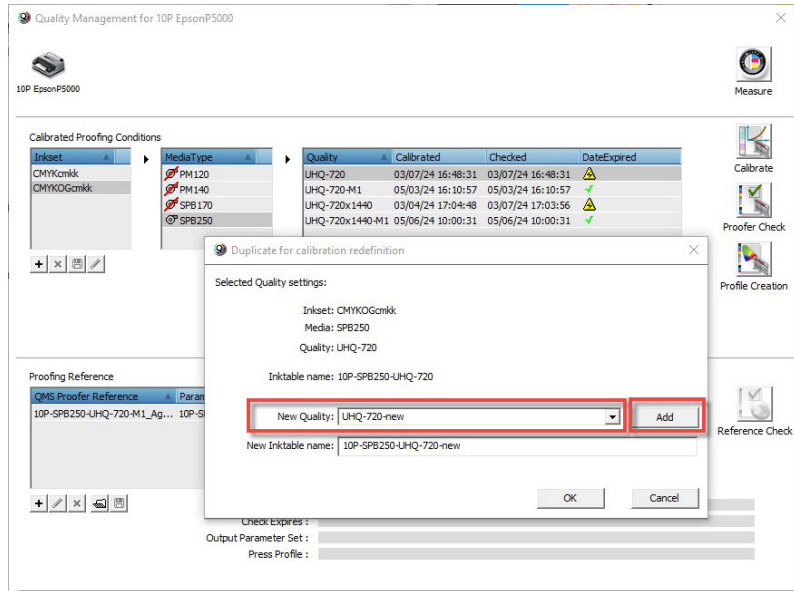 Quality Management for 10P EpsonP5000
10P EpsonP5000
Measure
Calibrated Proofing Conditions
Inkset MediaType Quality Calibrated Checked DateExpired
CMYKcmkk PM120 UHQ-720 03/07/24 16:48:31 03/07/24 16:48:31
CMYKOGcmkk PM140 UHQ-720-M1 05/03/24 16:10:57 05/03/24 16:10:57
SPB170 UHQ-720x1440 03/04/24 17:04:48 03/07/24 17:03:56
SPB250 UHQ-720x1440-M1 05/06/24 10:00:31 05/06/24 10:00:31
Calibrate
Proofer Check
Profile Creation
Duplicate for calibration redefinition
Selected Quality settings:
Inkset: CMYKOGcmkk
Media: SPB250
Quality: UHQ-720
Inktable name: 10P-SPB250-UHQ-720
New Quality: UHQ-720-new Add
New Inktable name: 10P-SPB250-UHQ-720-new
OK Cancel
Proofing Reference
QMS Proofer Reference Param
10P-SPB250-UHQ-720-M1_Ag... 10P-S
Reference Check
Check Expires :
Output Parameter Set :
Press Profile :